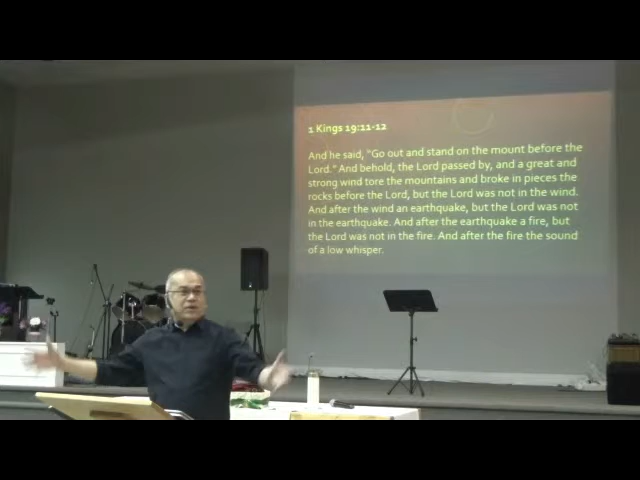 1 Kings 19:11-12
And he said, "Go out and stand on the mount before the
Lord." And behold, the Lord passed by, and a great and
strong wind tore the mountains and broke in pieces the
rocks before the Lord, but the Lord was not in the wind.
And after the wind an earthquake, but the Lord was not
in the earthquake. And after the earthquake a fire, but
the Lord was not in the fire. And after the fire the sound
of a low whisper.